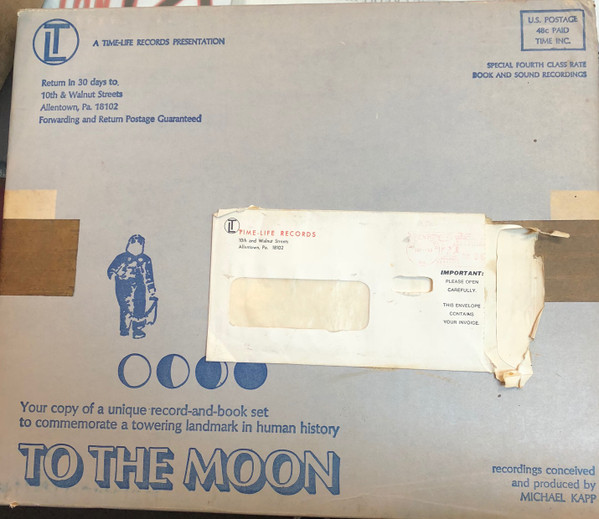 TL
A TIME-LIFE RECORDS PRESENTATION
U.S. POSTAGE
48c PAID
TIME INC.
SPECIAL FOURTH CLASS RATE
BOOK AND SOUND RECORDINGS
Return in 30 days to,
10th & Walnut Streets
Allentown, Pa. 18102
Forwarding and Return Postage Guaranteed
TL
TIME-LIFE RECORDS
10th and Walnut Streets
Allentown, Pa. 18102
IMPORTANT:
PLEASE OPEN
CAREFULLY.
THIS ENVELOPE
CONTAINS
YOUR INVOICE.
Your copy of a unique record-and-book set
to commemorate a towering landmark in human history
TO THE MOON
recordings conceived
and produced by
MICHAEL KAPP